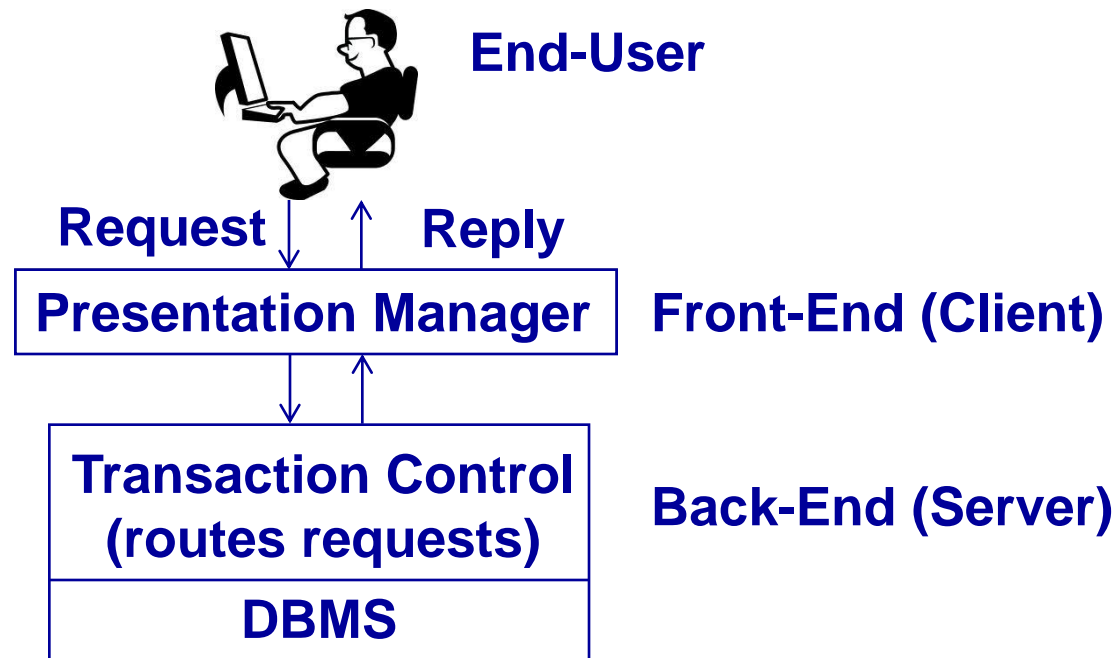 End-User
Request
Reply
Presentation Manager
Front-End (Client)
Transaction Control
(routes requests)
Back-End (Server)
DBMS